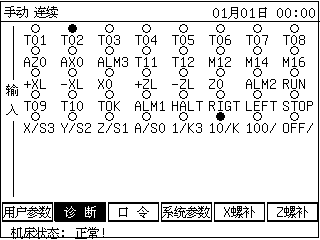 手动 连续 01月01日 00:00
T01 T02 T03 T04 T05 T06 T07 T08
AZ0 AX0 ALM3 T11 T12 M12 M14 M16
+XL -XL X0 +ZL -ZL Z0 ALM2 RUN
T09 T10 TOK ALM1 HALT RIGT LEFT STOP
X/S3 Y/S2 Z/S1 A/S0 1/K3 10/K 100/ OFF/
输入
用户参数 诊 断 口 令 系统参数 X螺补 Z螺补
机床状态: 正常!